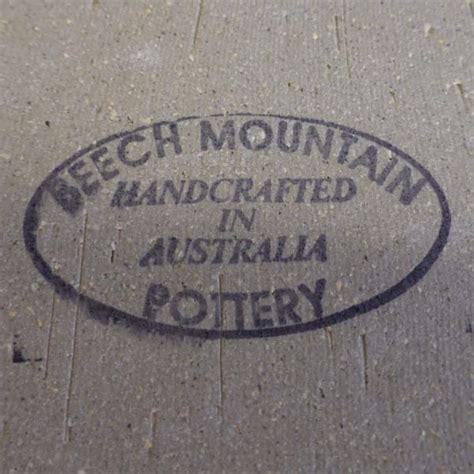 BEECH MOUNTAIN
HANDCRAFTED
IN
AUSTRALIA
POTTERY